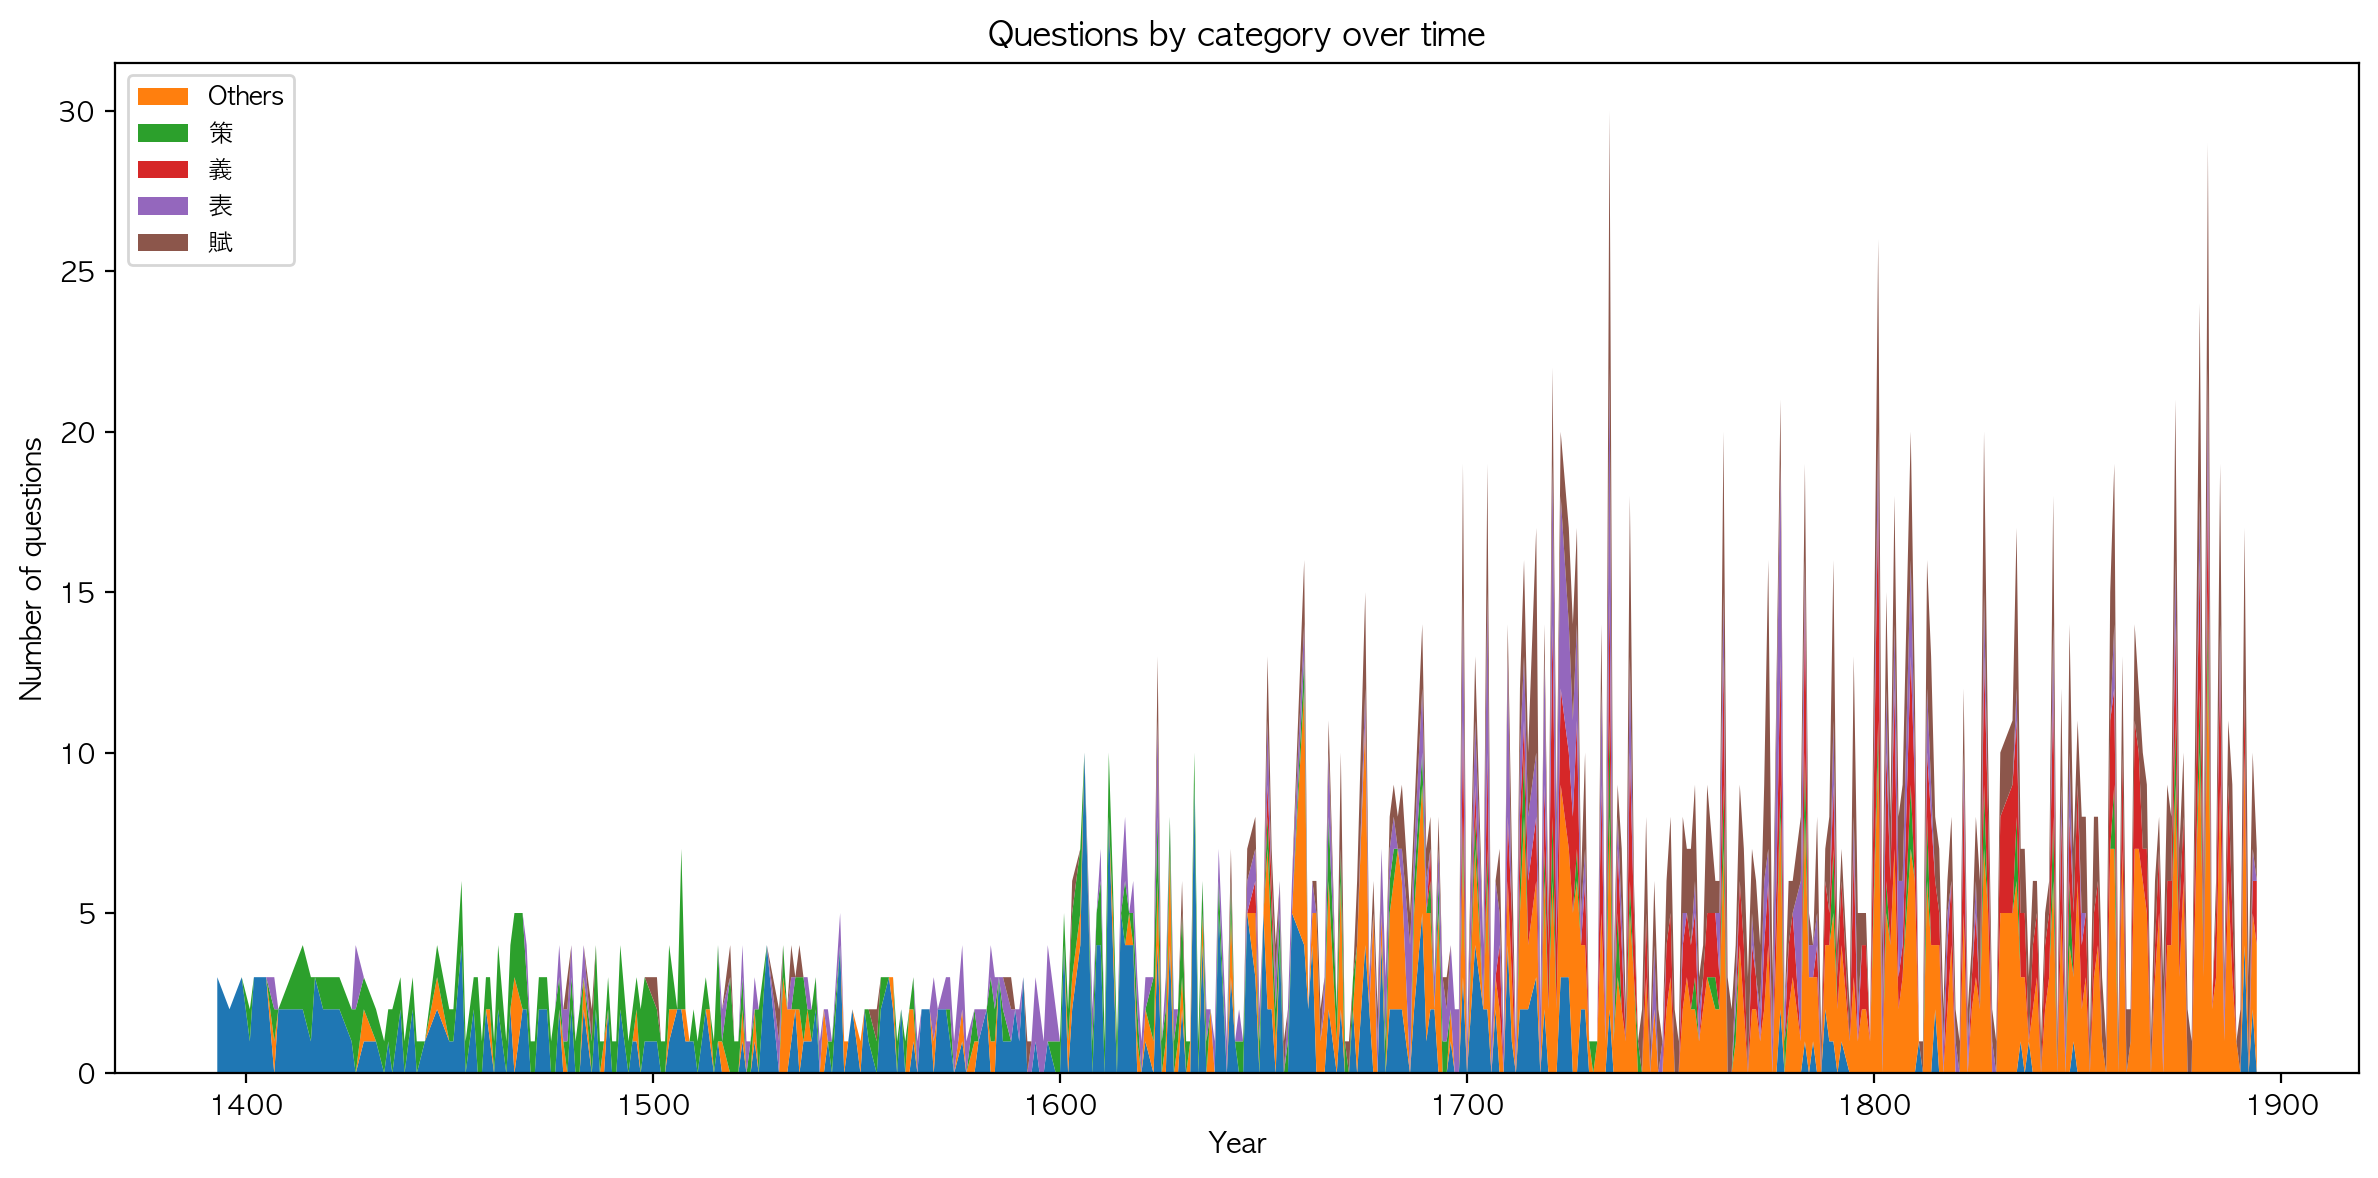 Questions by category over time
Others
策
義
表
賦
30
25
20
15
10
5
0
Number of questions
1400 1500 1600 1700 1800 1900
Year